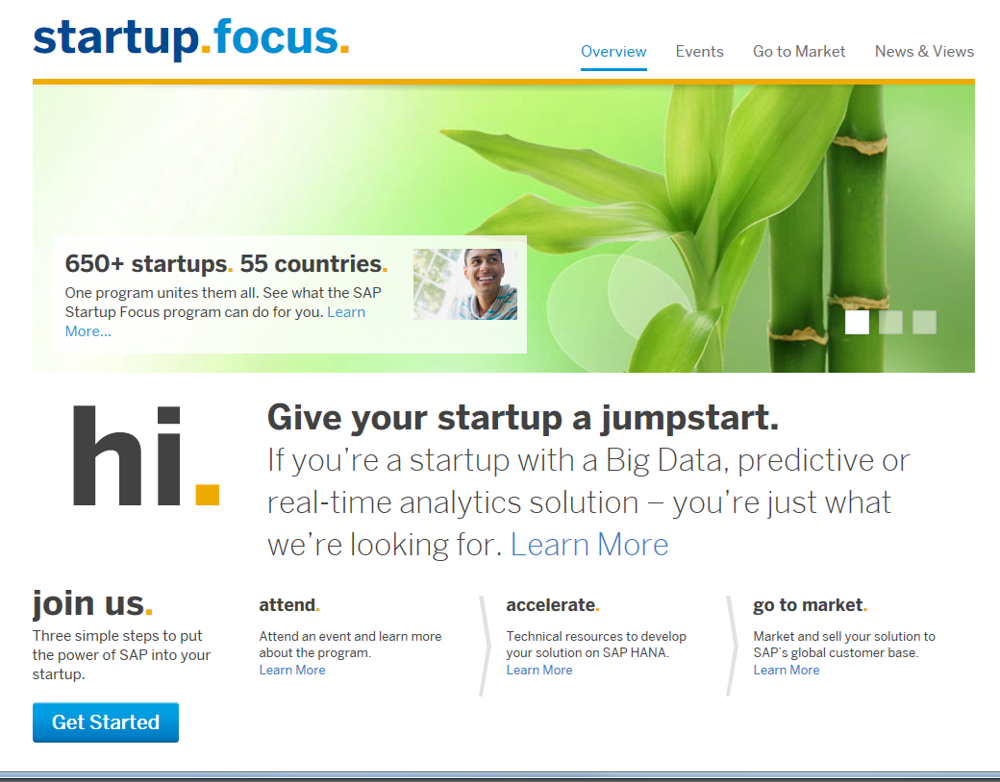 startup.focus.
Overview Events Go to Market News & Views
650+ startups. 55 countries.
One program unites them all. See what the SAP
Startup Focus program can do for you. Learn
More...
hi.
Give your startup a jumpstart.
If you’re a startup with a Big Data, predictive or
real-time analytics solution – you’re just what
we’re looking for. Learn More
join us.
Three simple steps to put
the power of SAP into your
startup.
Get Started
attend.
Attend an event and learn more
about the program.
Learn More
accelerate.
Technical resources to develop
your solution on SAP HANA.
Learn More
go to market.
Market and sell your solution to
SAP's global customer base.
Learn More